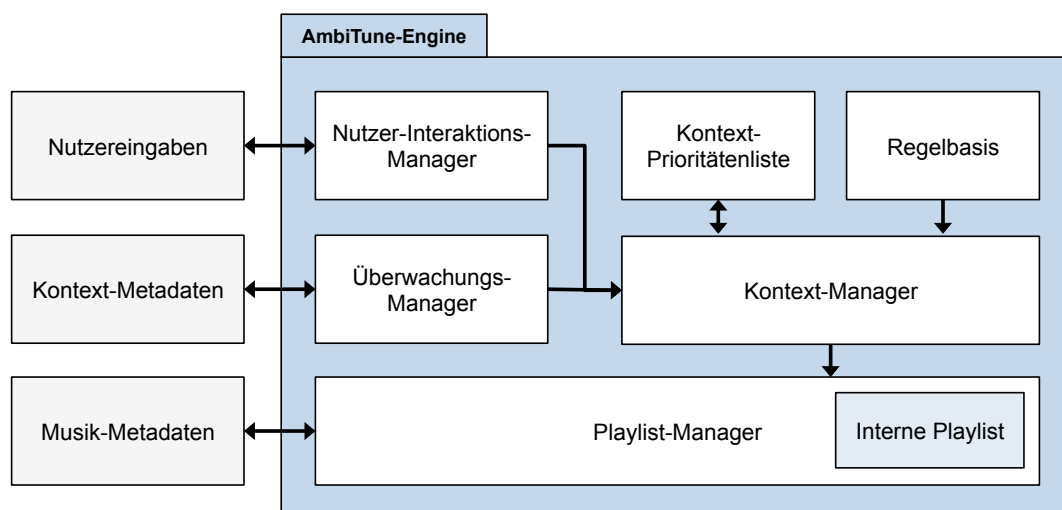 AmbiTune-Engine
Nutzereingaben
Nutzer-Interaktions-
Manager
Kontext-
Prioritätenliste
Regelbasis
Kontext-Metadaten
Überwachungs-
Manager
Kontext-Manager
Musik-Metadaten
Playlist-Manager
Interne Playlist